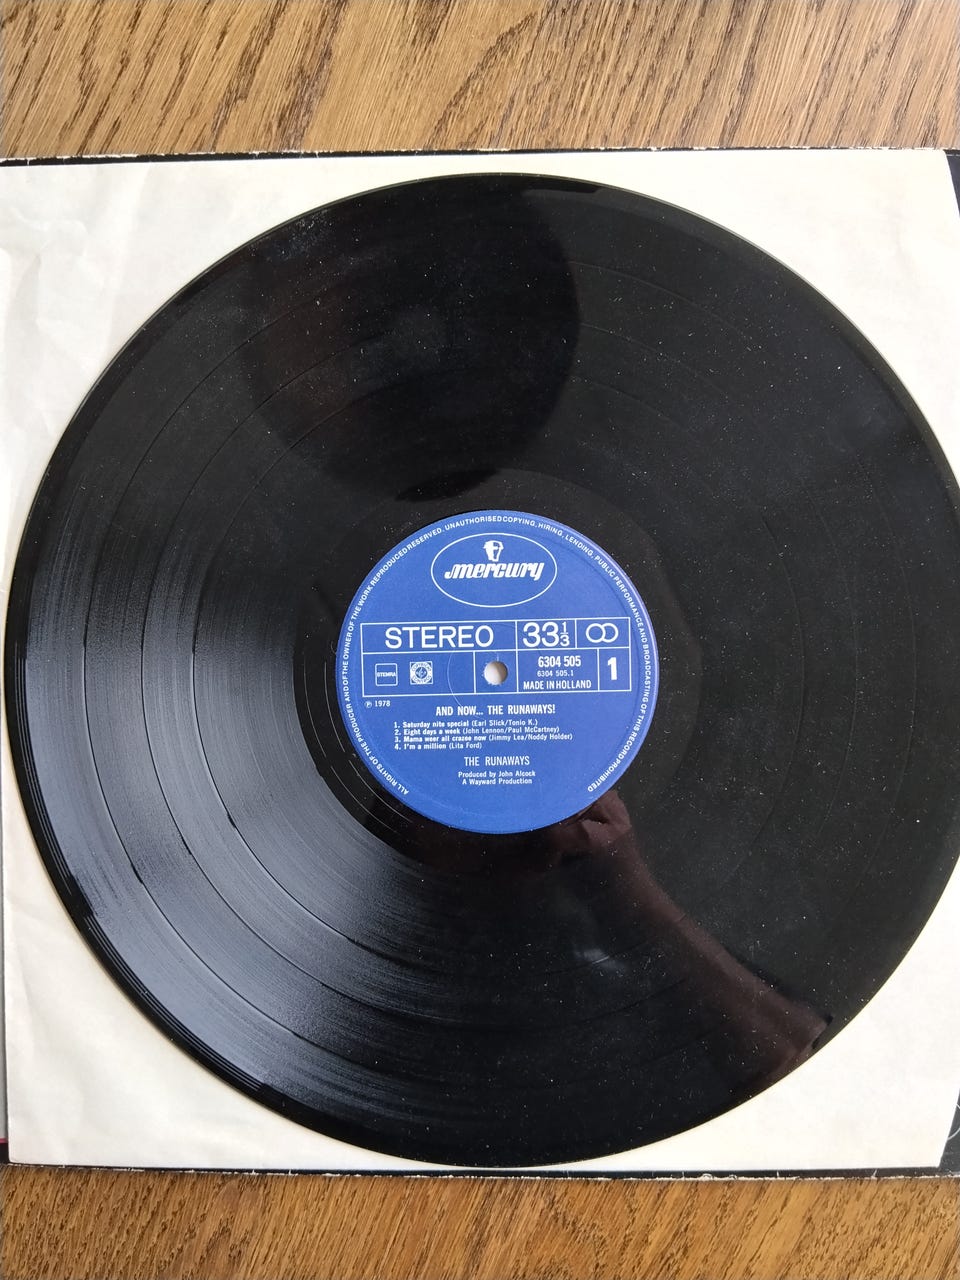 ALL RIGHTS OF THE PRODUCER AND OF THE OWNER OF THE WORK REPRODUCED RESERVED. UNAUTHORISED COPYING, HIRING, LENDING, PUBLIC PERFORMANCE AND BROADCASTING OF THIS RECORD PROHIBITED
mercury
STEREO 33 1/3
STEMRA
6304 505
6304 505.1
MADE IN HOLLAND
1
℗ 1978
AND NOW... THE RUNAWAYS!
1. Saturday nite special (Earl Slick/Tonio K.)
2. Eight days a week (John Lennon/Paul McCartney)
3. Mama weer all crazee now (Jimmy Lea/Noddy Holder)
4. I'm a million (Lita Ford)
THE RUNAWAYS
Produced by John Alcock
A Wayward Production